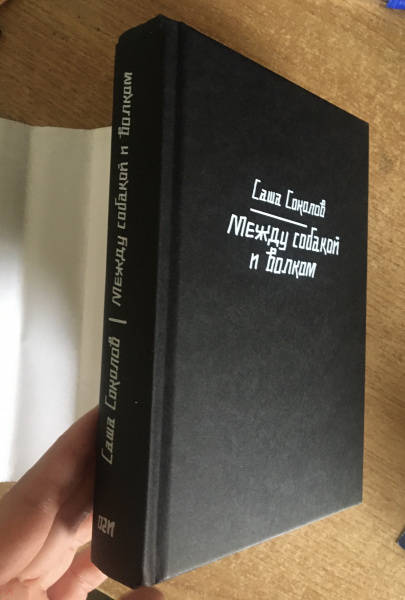 Саша Соколов
Между собакой
и волком
Саша Соколов | Между собакой и волком
ОГИ